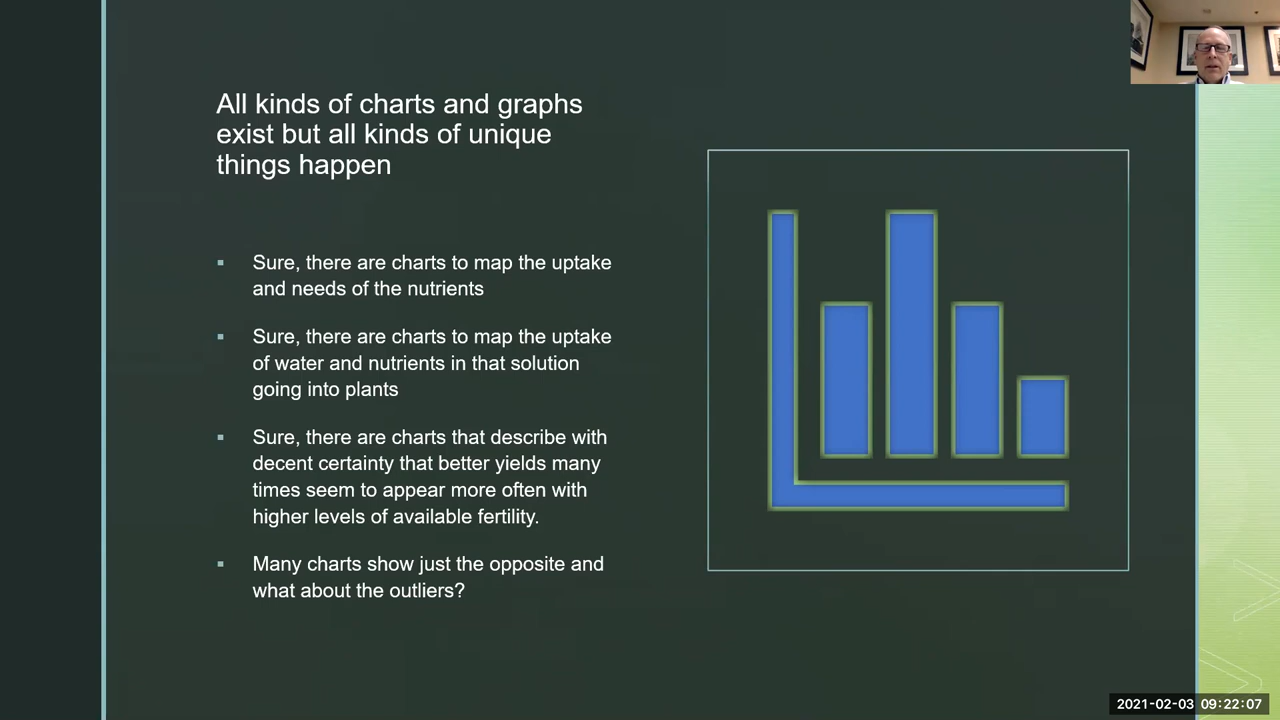 All kinds of charts and graphs
exist but all kinds of unique
things happen
Sure, there are charts to map the uptake
and needs of the nutrients
Sure, there are charts to map the uptake
of water and nutrients in that solution
going into plants
Sure, there are charts that describe with
decent certainty that better yields many
times seem to appear more often with
higher levels of available fertility.
Many charts show just the opposite and
what about the outliers?
2021-02-03 09:22:07